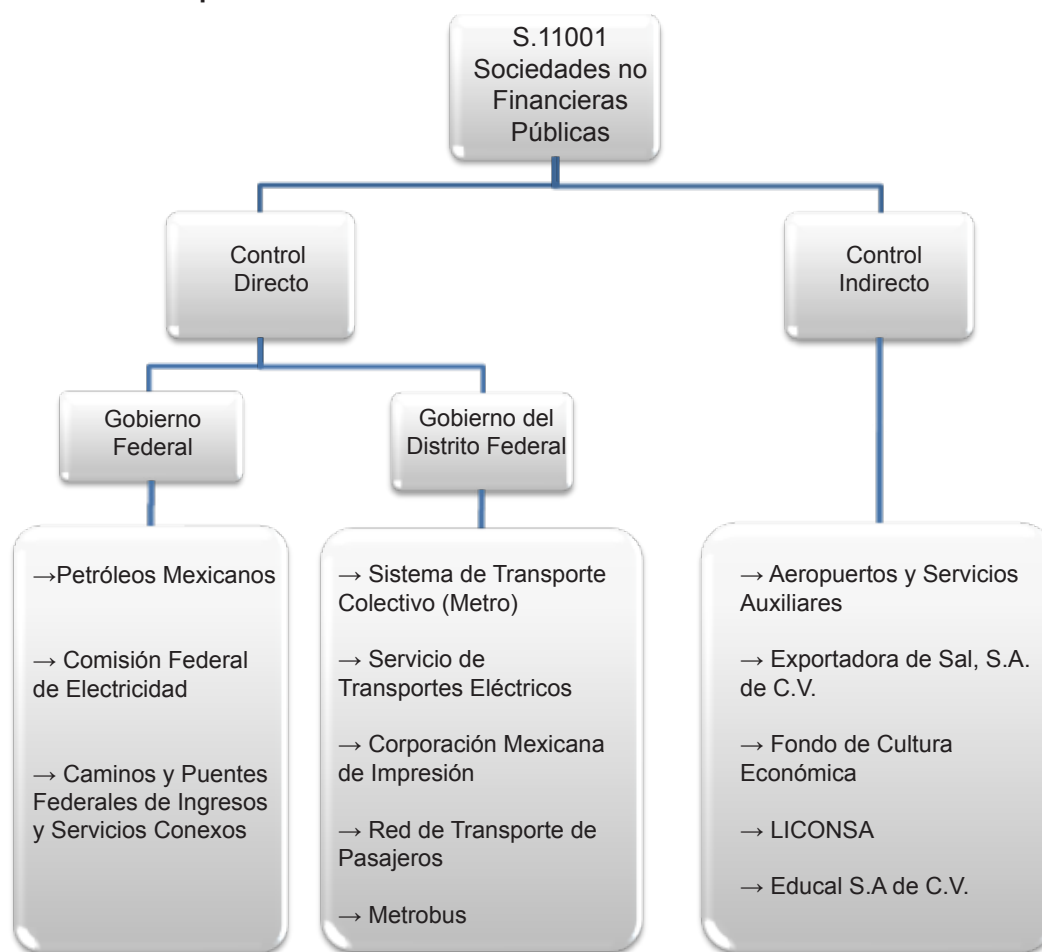 S.11001
Sociedades no
Financieras
Públicas
Control
Directo
Control
Indirecto
Gobierno
Federal
Gobierno del
Distrito Federal
→Petróleos Mexicanos
→ Comisión Federal
de Electricidad
→ Caminos y Puentes
Federales de Ingresos
y Servicios Conexos
→ Sistema de Transporte
Colectivo (Metro)
→ Servicio de
Transportes Eléctricos
→ Corporación Mexicana
de Impresión
→ Red de Transporte de
Pasajeros
→ Metrobus
→ Aeropuertos y Servicios
Auxiliares
→ Exportadora de Sal, S.A.
de C.V.
→ Fondo de Cultura
Económica
→ LICONSA
→ Educal S.A de C.V.